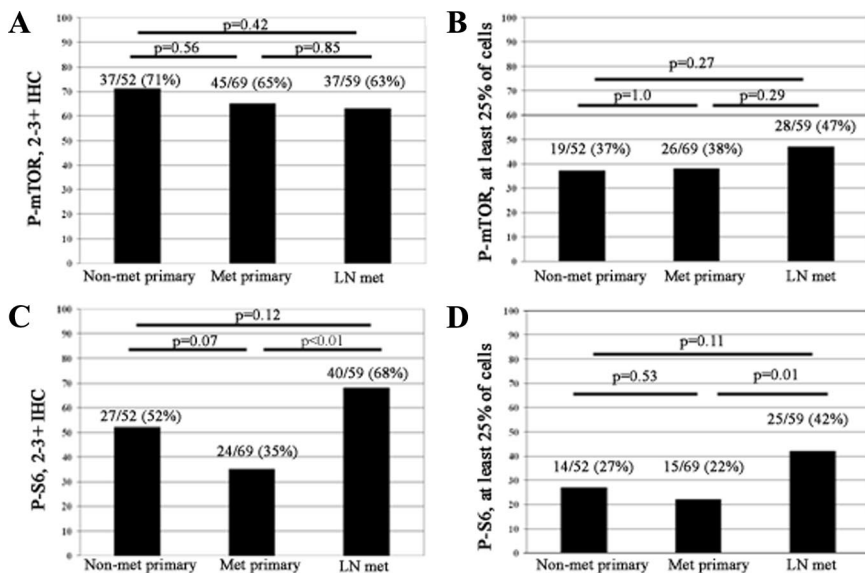 A
P-mTOR, 2-3+ IHC
100
90
80
70
60
50
40
30
20
10
0
p=0.42
p=0.56
p=0.85
37/52 (71%)
45/69 (65%)
37/59 (63%)
Non-met primary
Met primary
LN met
B
P-mTOR, at least 25% of cells
100
90
80
70
60
50
40
30
20
10
0
p=0.27
p=1.0
p=0.29
19/52 (37%)
26/69 (38%)
28/59 (47%)
Non-met primary
Met primary
LN met
C
P-S6, 2-3+ IHC
100
90
80
70
60
50
40
30
20
10
0
p=0.12
p=0.07
p<0.01
27/52 (52%)
24/69 (35%)
40/59 (68%)
Non-met primary
Met primary
LN met
D
P-S6, at least 25% of cells
100
90
80
70
60
50
40
30
20
10
0
p=0.11
p=0.53
p=0.01
14/52 (27%)
15/69 (22%)
25/59 (42%)
Non-met primary
Met primary
LN met